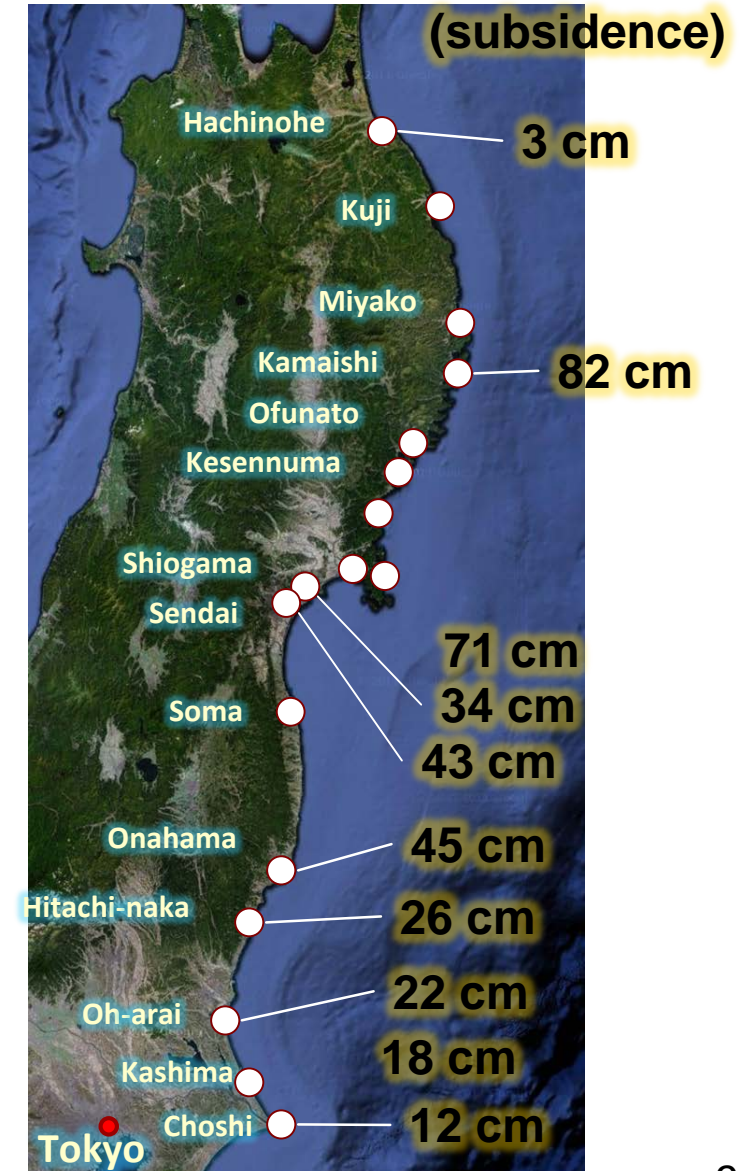 (subsidence)
Hachinohe
3 cm
Kuji
Miyako
Kamaishi
82 cm
Ofunato
Kesennuma
Shiogama
Sendai
71 cm
34 cm
Soma
43 cm
Onahama
45 cm
Hitachi-naka
26 cm
22 cm
Oh-arai
18 cm
Kashima
Choshi
12 cm
Tokyo